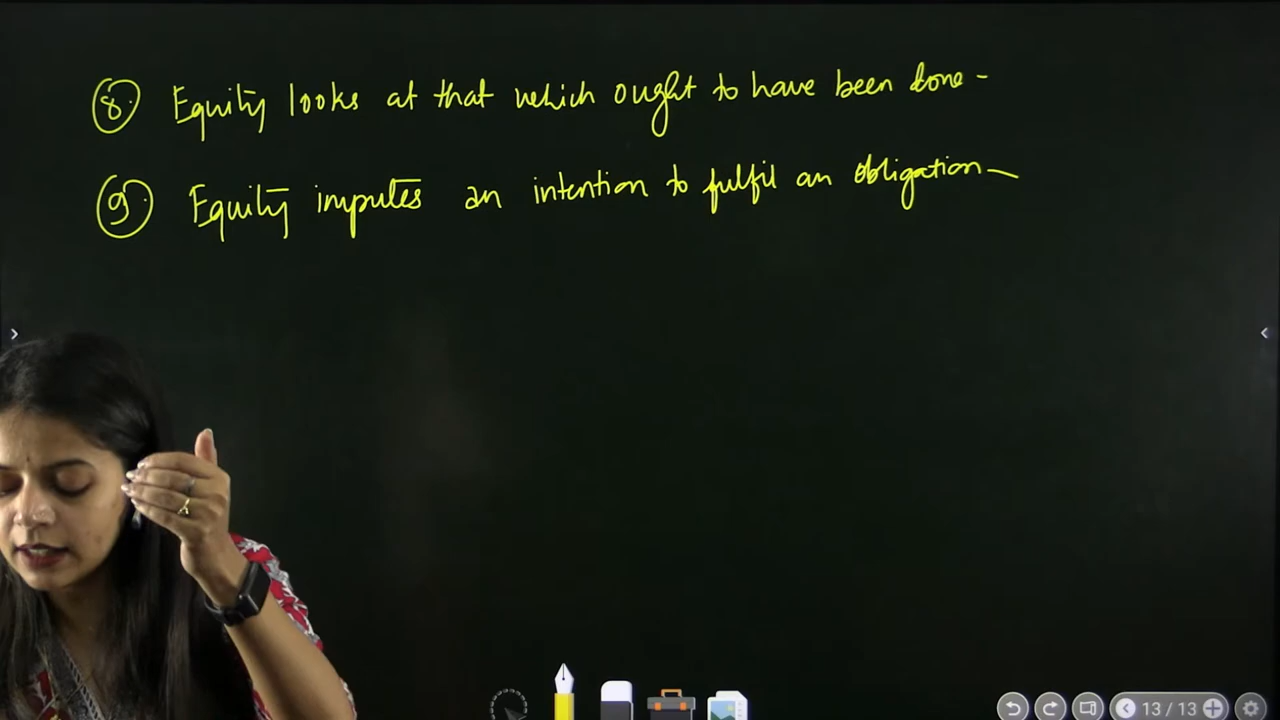 8. Equity looks at that which ought to have been done -
9. Equity imputes an intention to fulfil an obligation -
13 / 13